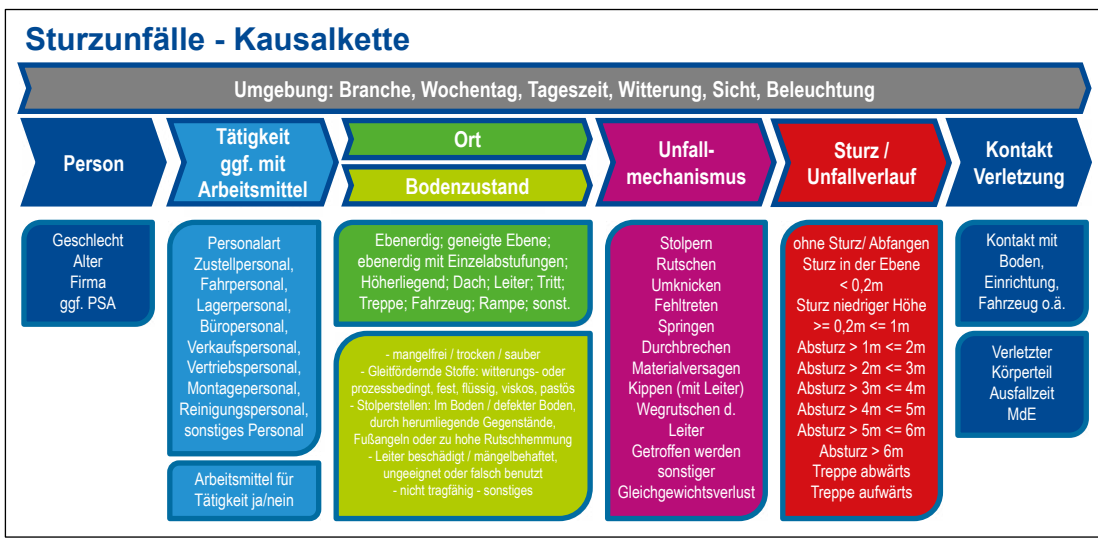 Sturzunfälle - Kausalkette
Umgebung: Branche, Wochentag, Tageszeit, Witterung, Sicht, Beleuchtung
Person
Tätigkeit
ggf. mit
Arbeitsmittel
Ort
Bodenzustand
Unfall-
mechanismus
Sturz /
Unfallverlauf
Kontakt
Verletzung
Geschlecht
Alter
Firma
ggf. PSA
Personalart
Zustellpersonal,
Fahrpersonal,
Lagerpersonal,
Büropersonal,
Verkaufspersonal,
Vertriebspersonal,
Montagepersonal,
Reinigungspersonal,
sonstiges Personal
Arbeitsmittel für
Tätigkeit ja/nein
Ebenerdig; geneigte Ebene;
ebenerdig mit Einzelabstufungen;
Höherliegend; Dach; Leiter; Tritt;
Treppe; Fahrzeug; Rampe; sonst.
- mangelfrei / trocken / sauber
- Gleitfördernde Stoffe: witterungs- oder
prozessbedingt, fest, flüssig, viskos, pastös
- Stolperstellen: Im Boden / defekter Boden,
durch herumliegende Gegenstände,
Fußangeln oder zu hohe Rutschhemmung
- Leiter beschädigt / mängelbehaftet,
ungeeignet oder falsch benutzt
- nicht tragfähig - sonstiges
Stolpern
Rutschen
Umknicken
Fehltreten
Springen
Durchbrechen
Materialversagen
Kippen (mit Leiter)
Wegrutschen d.
Leiter
Getroffen werden
sonstiger
Gleichgewichtsverlust
ohne Sturz/ Abfangen
Sturz in der Ebene
< 0,2m
Sturz niedriger Höhe
>= 0,2m <= 1m
Absturz > 1m <= 2m
Absturz > 2m <= 3m
Absturz > 3m <= 4m
Absturz > 4m <= 5m
Absturz > 5m <= 6m
Absturz > 6m
Treppe abwärts
Treppe aufwärts
Kontakt mit
Boden,
Einrichtung,
Fahrzeug o.ä.
Verletzter
Körperteil
Ausfallzeit
MdE